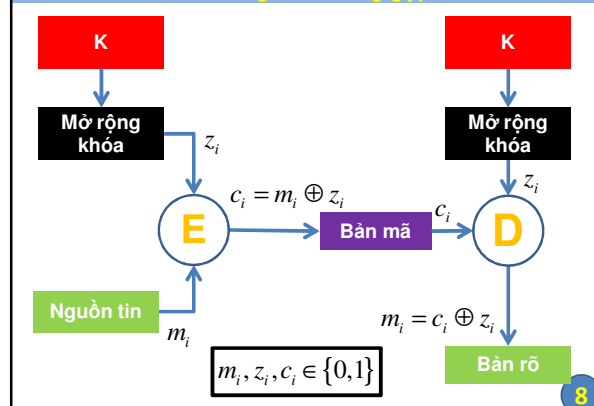 K
K
Mở rộng
khóa
Mở rộng
khóa
z_i
z_i
c_i = m_i ⊕ z_i
c_i
E
Bản mã
D
Nguồn tin
m_i
m_i = c_i ⊕ z_i
m_i, z_i, c_i ∈ {0,1}
Bản rõ
8